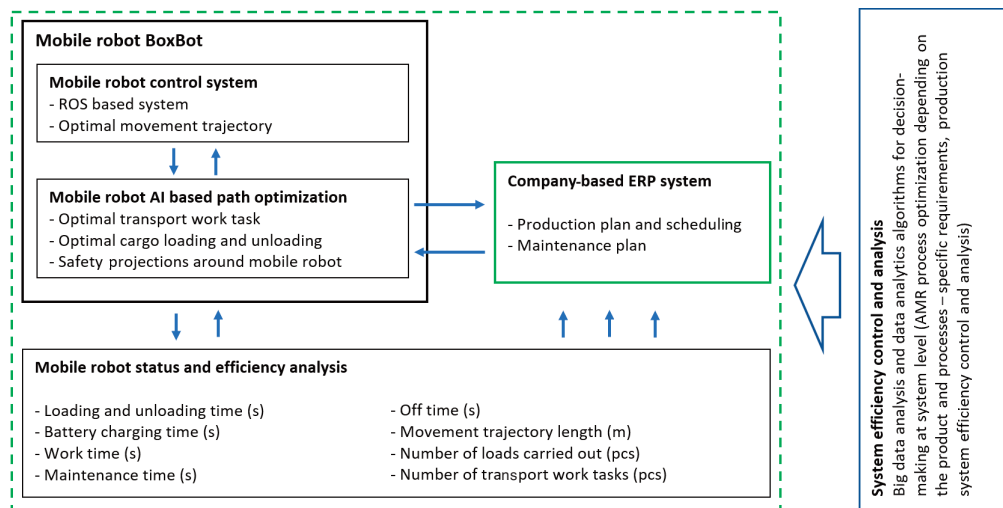 Mobile robot BoxBot
Mobile robot control system
- ROS based system
- Optimal movement trajectory
Mobile robot AI based path optimization
- Optimal transport work task
- Optimal cargo loading and unloading
- Safety projections around mobile robot
Company-based ERP system
- Production plan and scheduling
- Maintenance plan
Mobile robot status and efficiency analysis
- Loading and unloading time (s)
- Battery charging time (s)
- Work time (s)
- Maintenance time (s)
- Off time (s)
- Movement trajectory length (m)
- Number of loads carried out (pcs)
- Number of transport work tasks (pcs)
System efficiency control and analysis
Big data analysis and data analytics algorithms for decision-
making at system level (AMR process optimization depending on
the product and processes – specific requirements, production
system efficiency control and analysis)